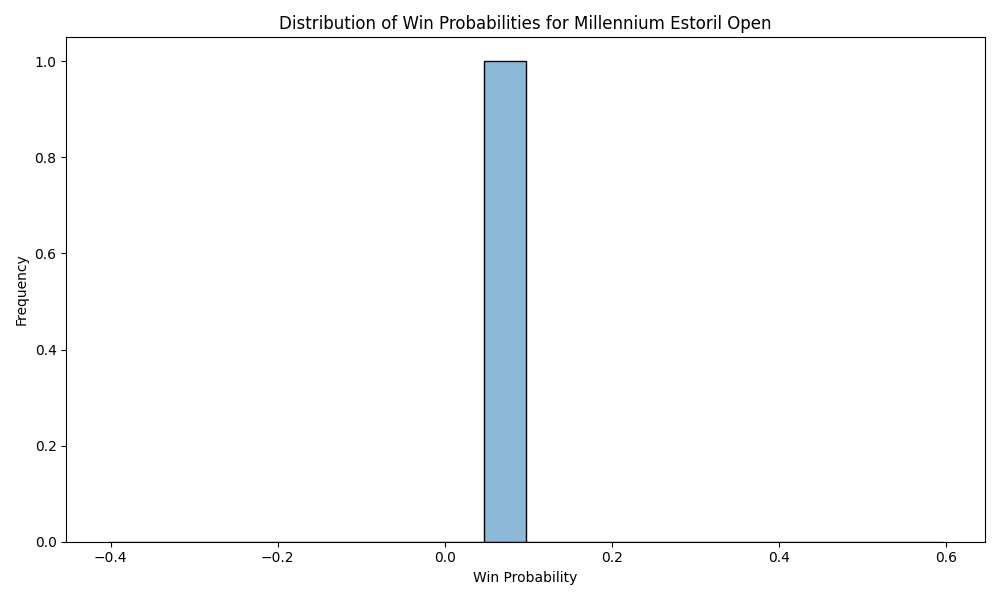 Distribution of Win Probabilities for Millennium Estoril Open
1.0
0.8
0.6
0.4
0.2
0.0
Frequency
−0.4 −0.2 0.0 0.2 0.4 0.6
Win Probability